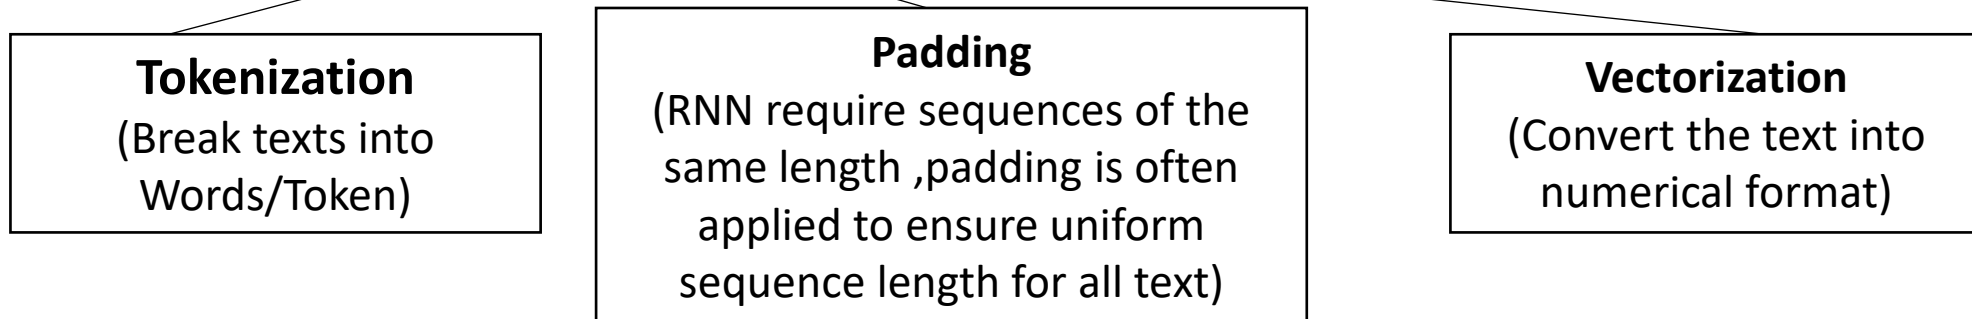 Tokenization
(Break texts into
Words/Token)
Padding
(RNN require sequences of the
same length ,padding is often
applied to ensure uniform
sequence length for all text)
Vectorization
(Convert the text into
numerical format)